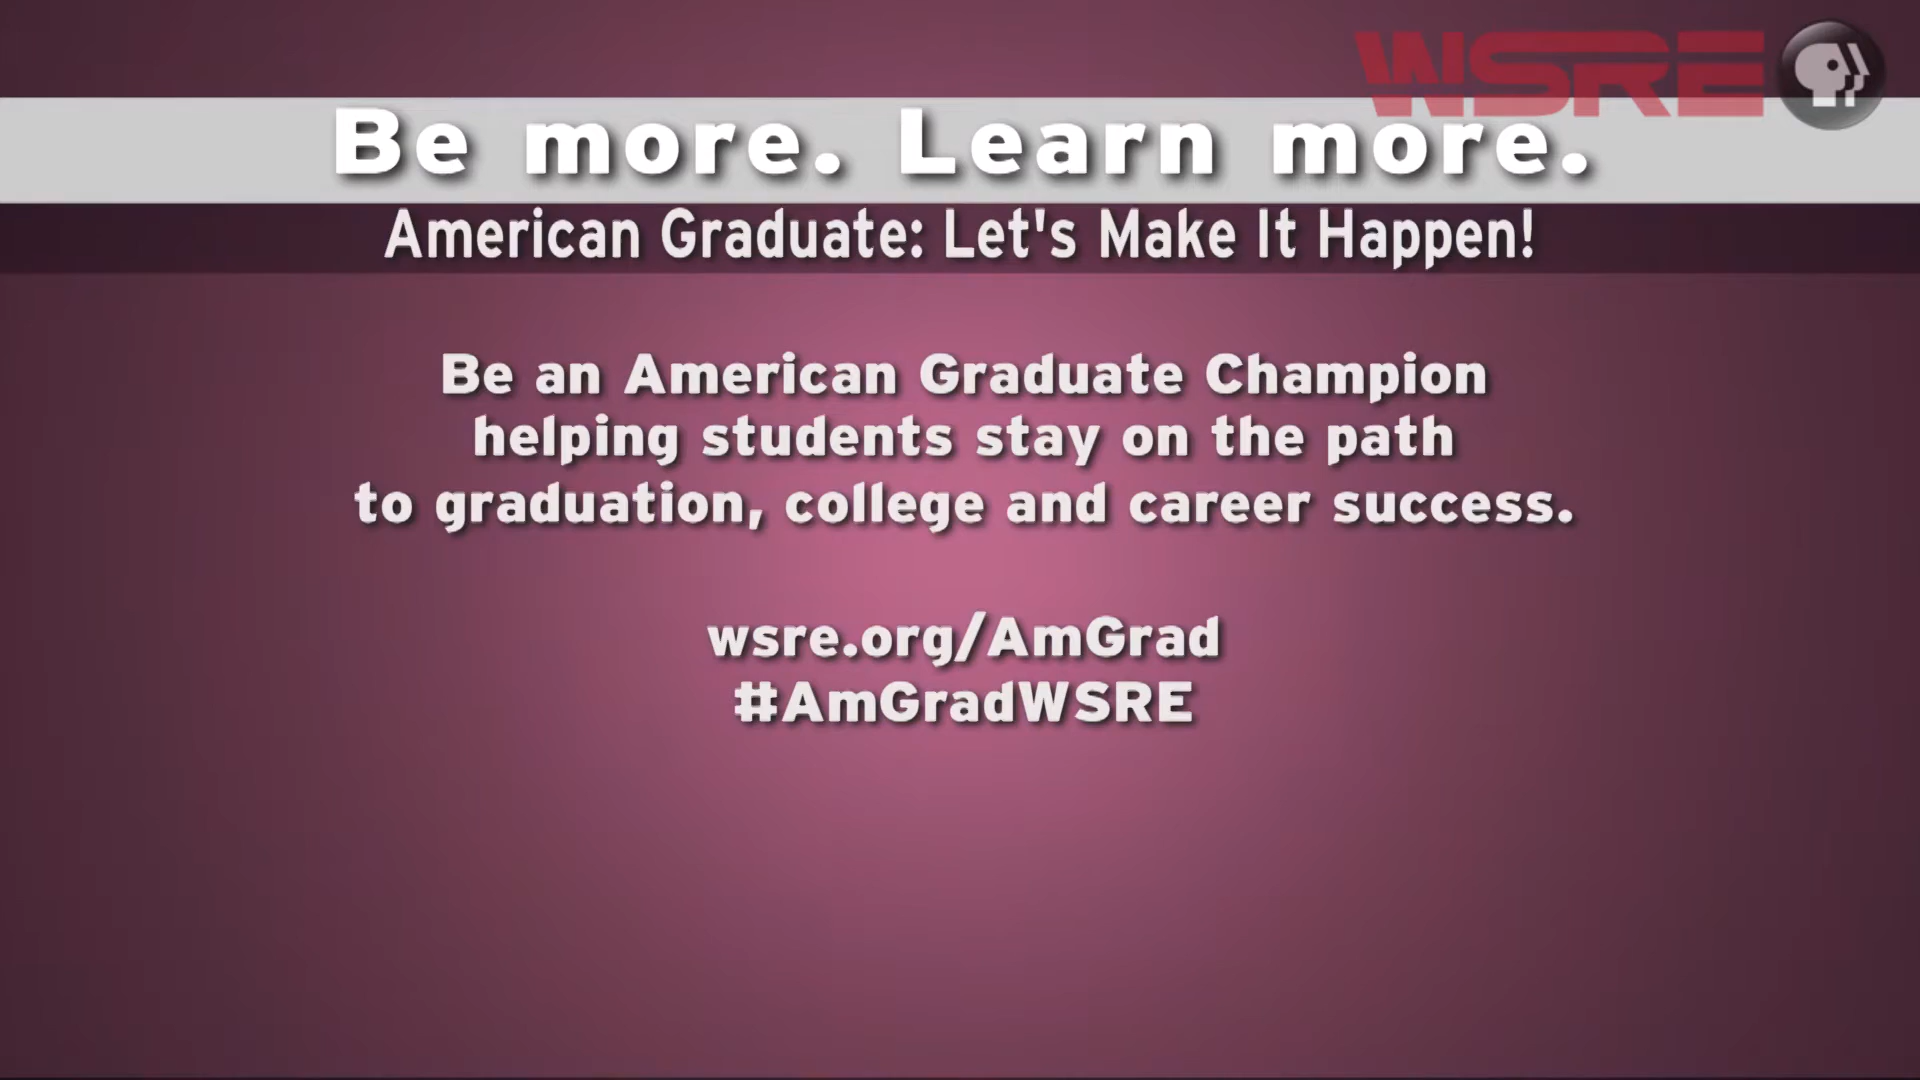 WSRE
Be more. Learn more.
American Graduate: Let's Make It Happen!
Be an American Graduate Champion
helping students stay on the path
to graduation, college and career success.
wsre.org/AmGrad
#AmGradWSRE